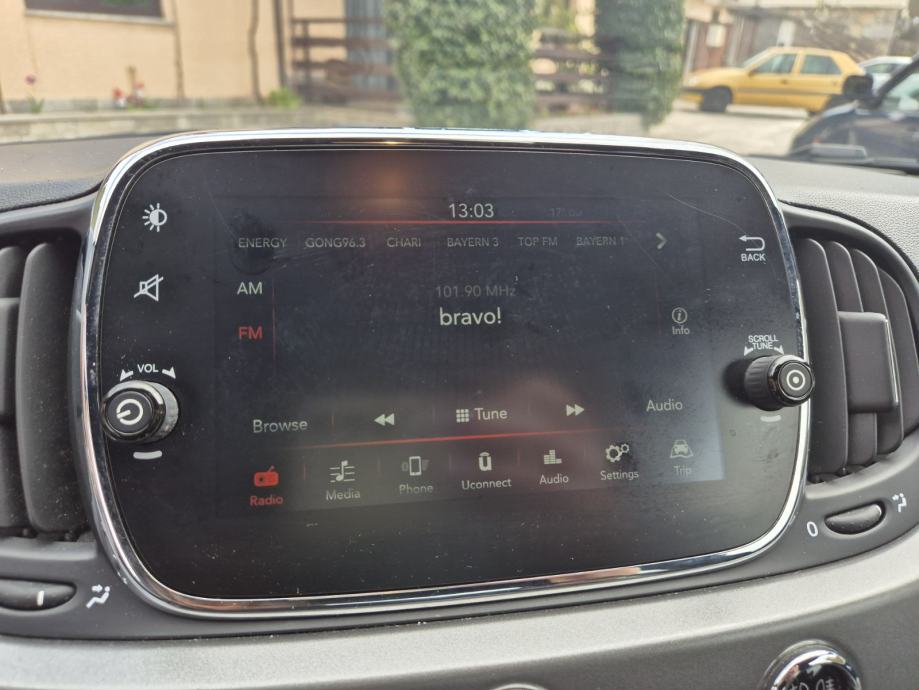 13:03
ENERGY GONG96.3 CHARI BAYERN 3 TOP FM BAYERN 1
BACK
AM
101.90 MHz
bravo!
FM
Info
VOL
SCROLL
TUNE
Browse
Tune
Audio
Radio
Media
Phone
Uconnect
Audio
Settings
Trip
0